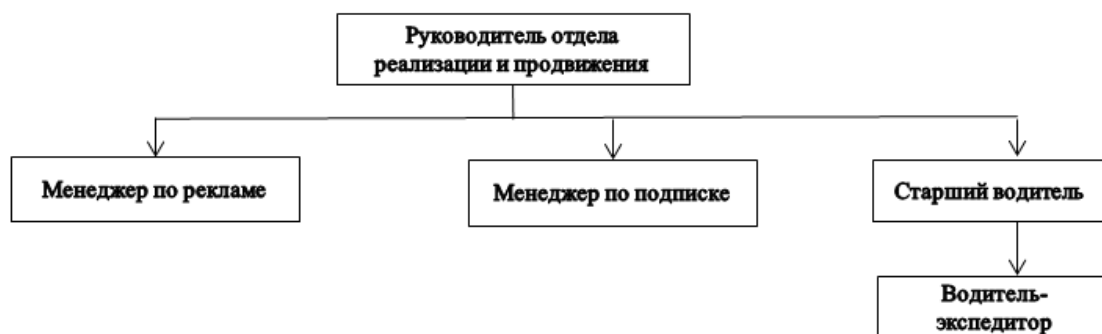 Руководитель отдела
реализации и продвижения
Менеджер по рекламе
Менеджер по подписке
Старший водитель
Водитель-
экспедитор